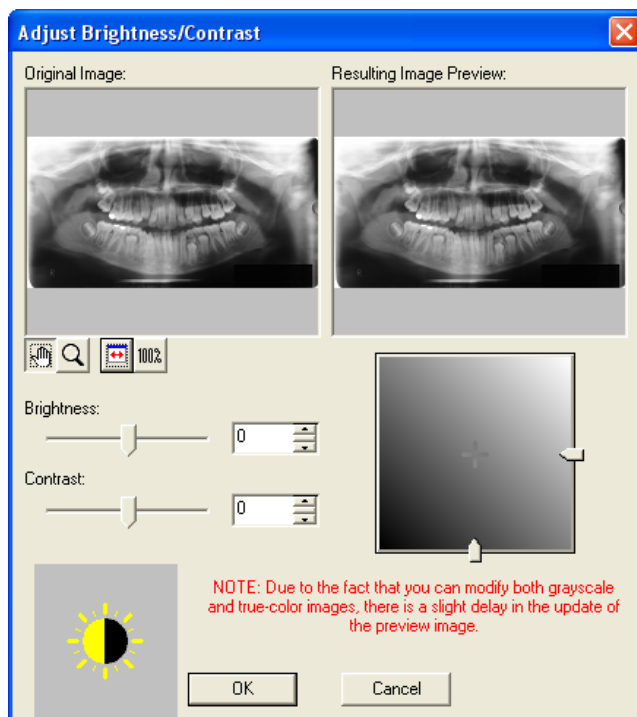 Adjust Brightness/Contrast
Original Image:
Resulting Image Preview:
100%
Brightness:
0
Contrast:
0
NOTE: Due to the fact that you can modify both grayscale
and true-color images, there is a slight delay in the update of
the preview image.
OK
Cancel